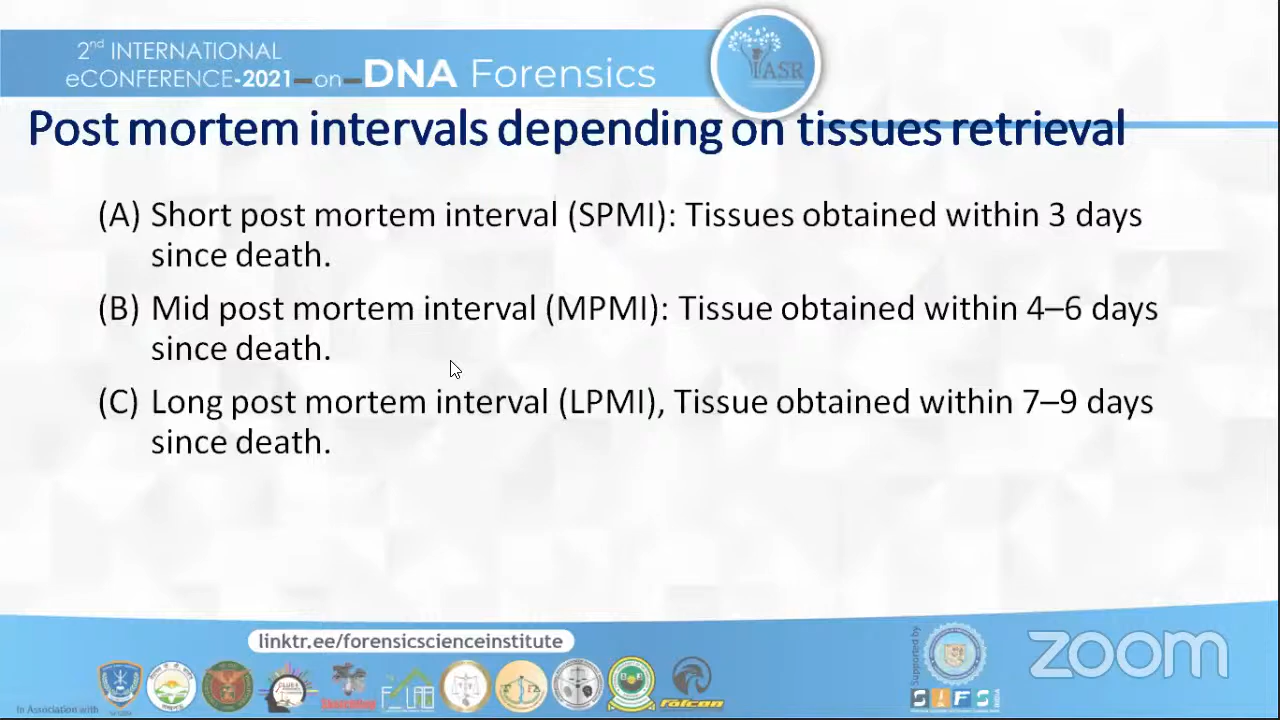 2nd INTERNATIONAL
eCONFERENCE-2021-on-DNA Forensics
IASR
Post mortem intervals depending on tissues retrieval
(A) Short post mortem interval (SPMI): Tissues obtained within 3 days
since death.
(B) Mid post mortem interval (MPMI): Tissue obtained within 4–6 days
since death.
(C) Long post mortem interval (LPMI), Tissue obtained within 7–9 days
since death.
linktr.ee/forensicscienceinstitute
In Association with
F LAB
falcon
Supported by
SIFS
zoom